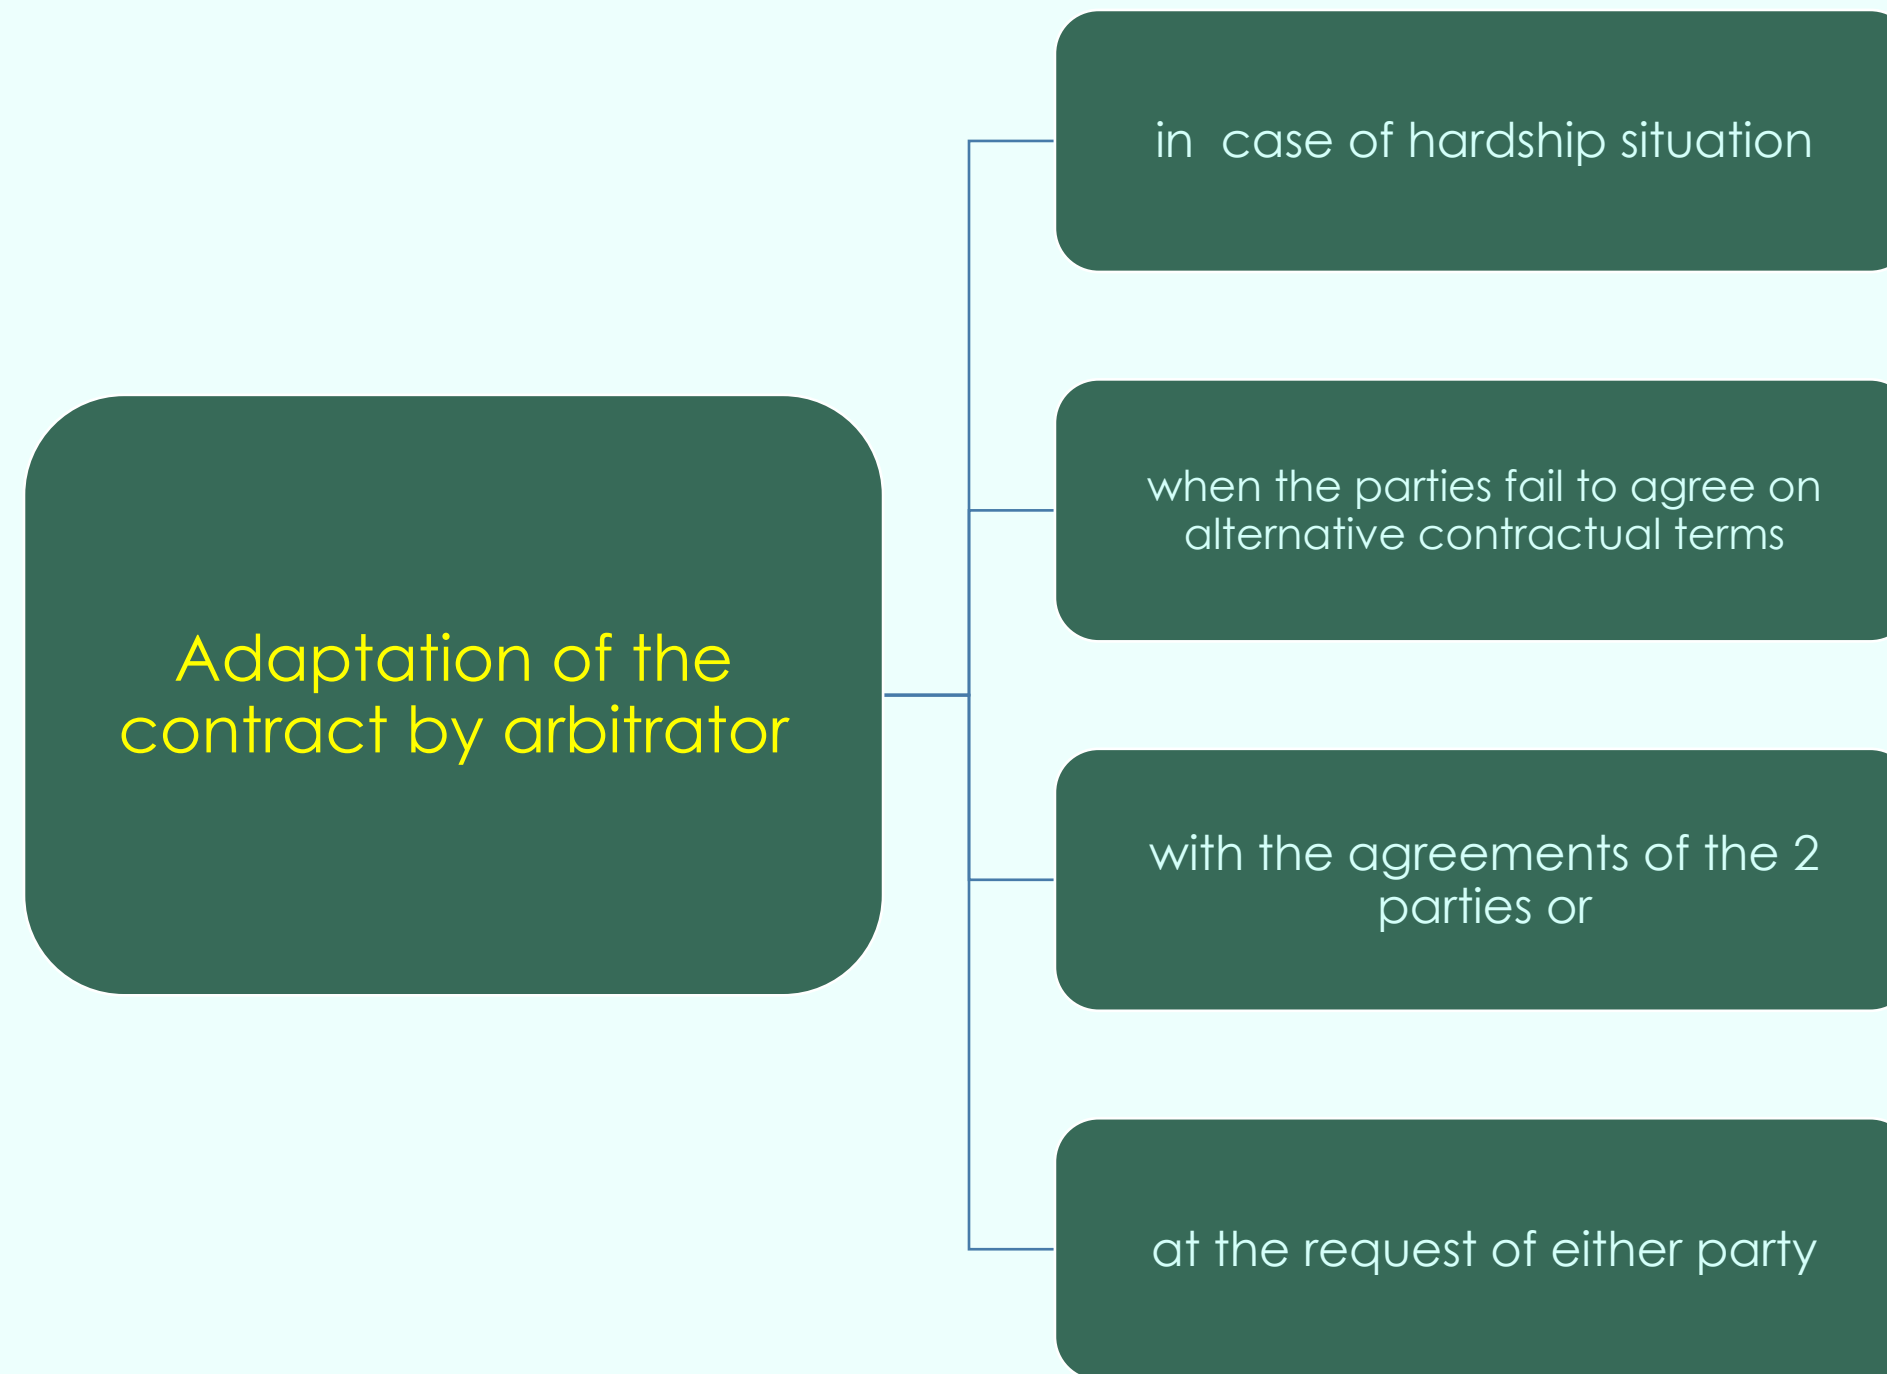 Adaptation of the
contract by arbitrator
in  case of hardship situation
when the parties fail to agree on
alternative contractual terms
with the agreements of the 2
parties or
at the request of either party